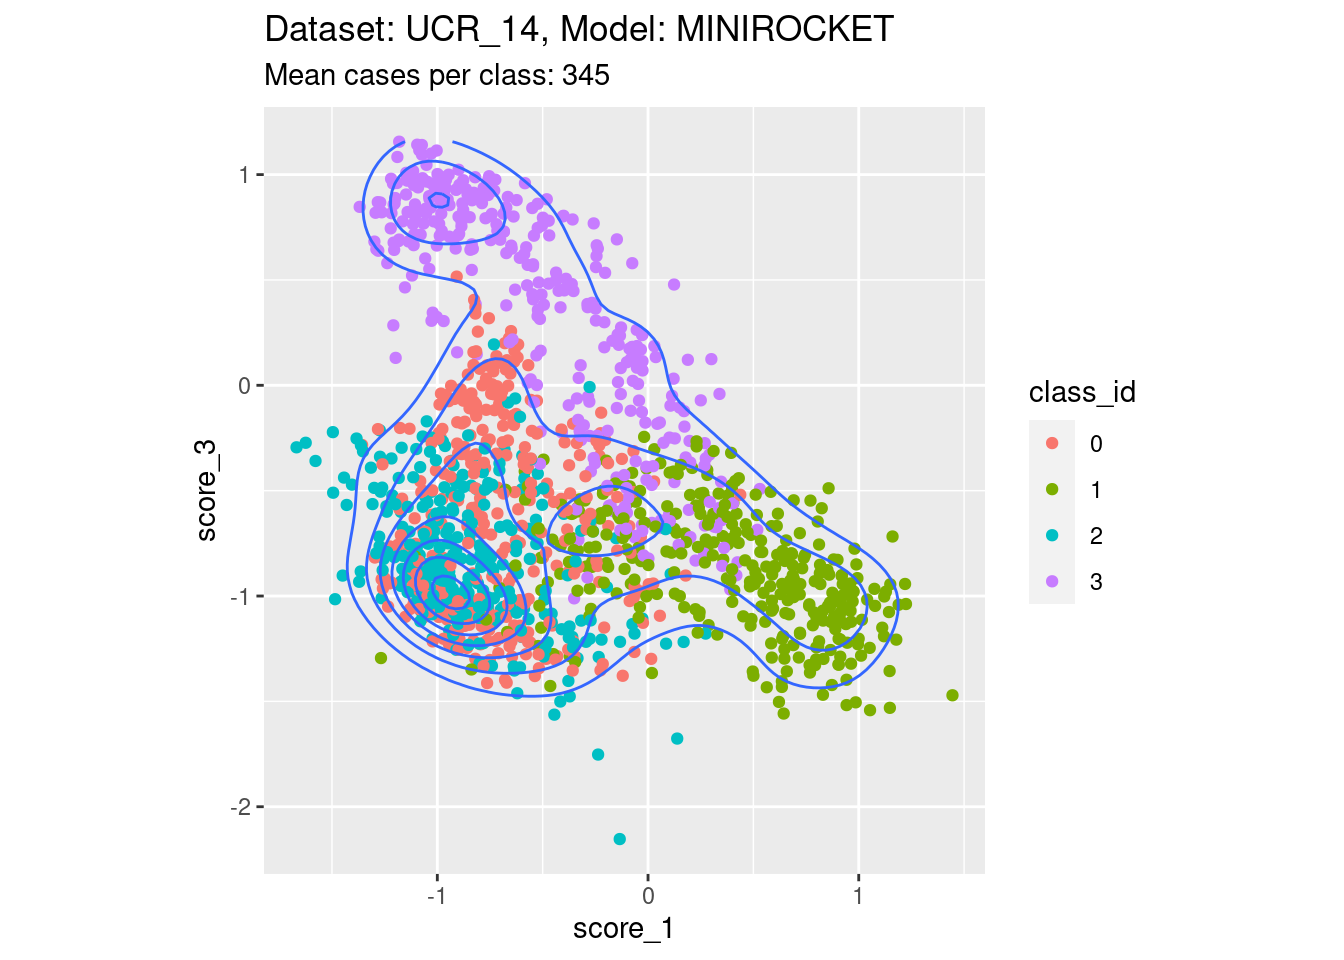 Dataset: UCR_14, Model: MINIROCKET
Mean cases per class: 345
1
0
-1
-2
score_3
-1
0
1
score_1
class_id
0
1
2
3